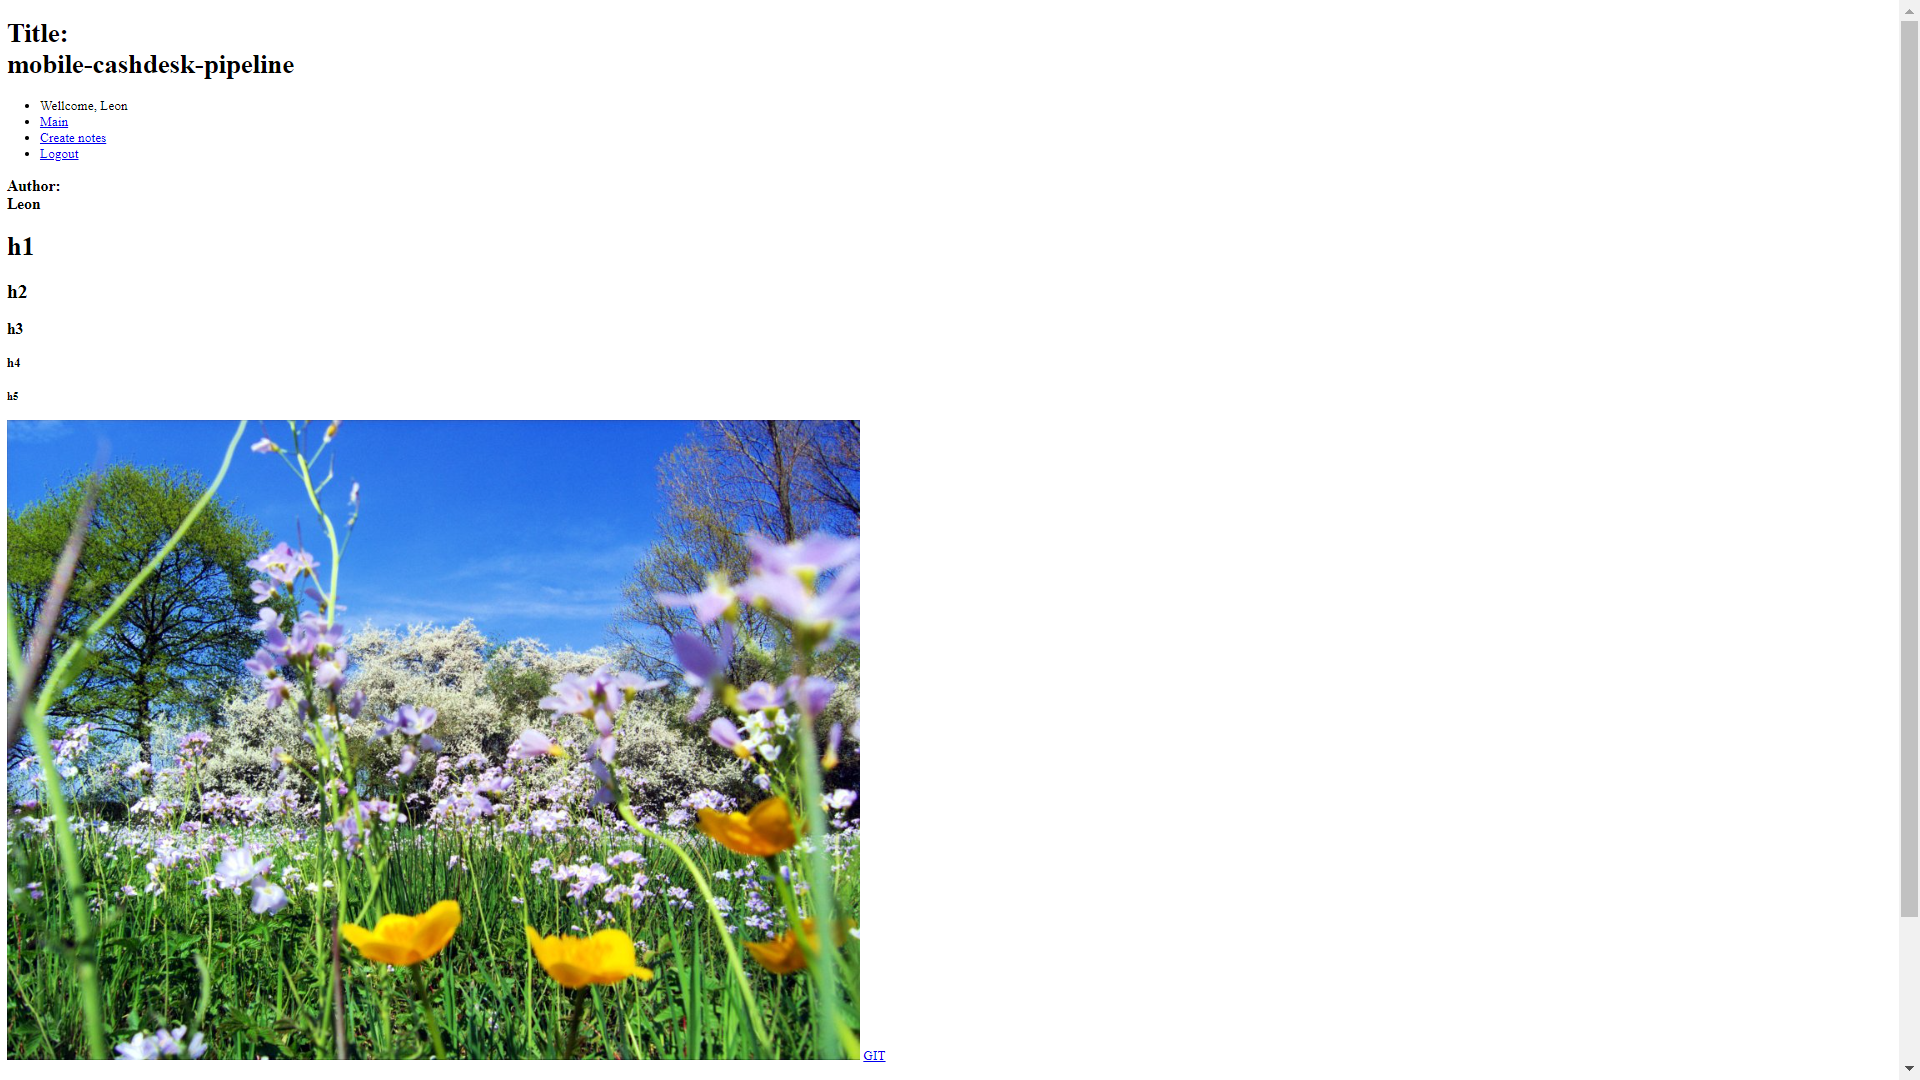 Title:
mobile-cashdesk-pipeline
Wellcome, Leon
Main
Create notes
Logout
Author:
Leon
h1
h2
h3
h4
h5
GIT